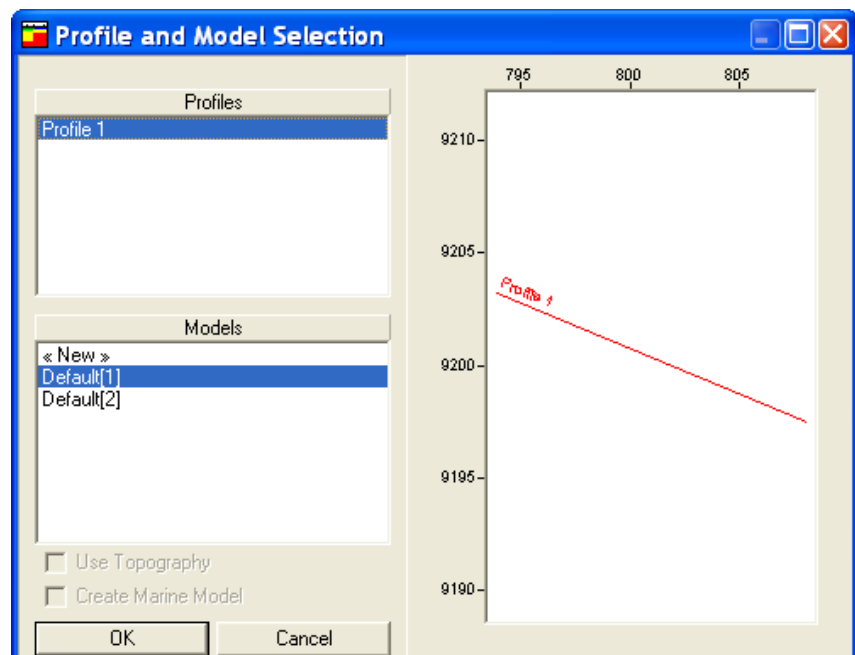 Profile and Model Selection
Profiles
Profile 1
Models
« New »
Default[1]
Default[2]
Use Topography
Create Marine Model
OK
Cancel
795 800 805
9210
9205
Profile 1
9200
9195
9190